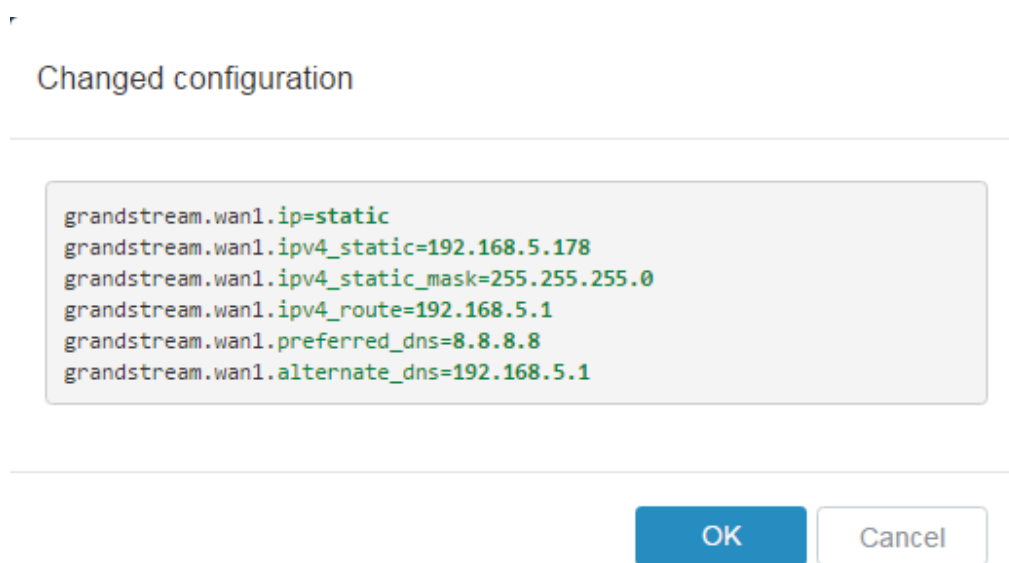 Changed configuration
grandstream.wan1.ip=static
grandstream.wan1.ipv4_static=192.168.5.178
grandstream.wan1.ipv4_static_mask=255.255.255.0
grandstream.wan1.ipv4_route=192.168.5.1
grandstream.wan1.preferred_dns=8.8.8.8
grandstream.wan1.alternate_dns=192.168.5.1
OK Cancel